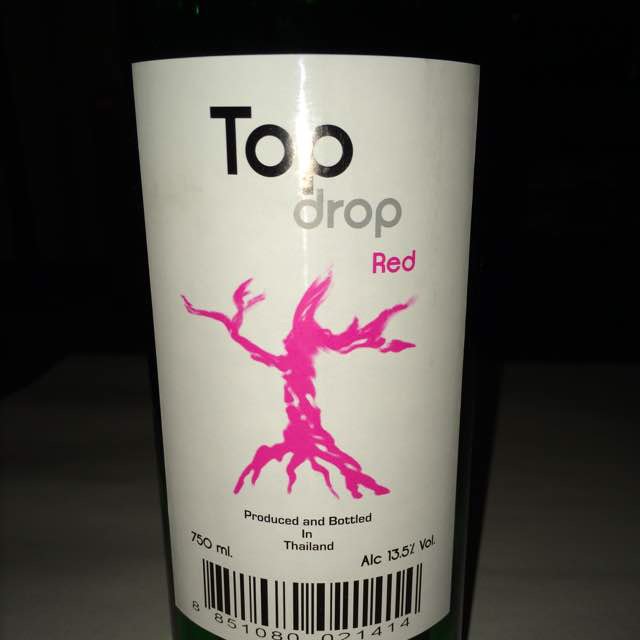 Top
drop
Red
Produced and Bottled
In
Thailand
750 ml.
Alc 13.5% Vol.
8 851080 021414